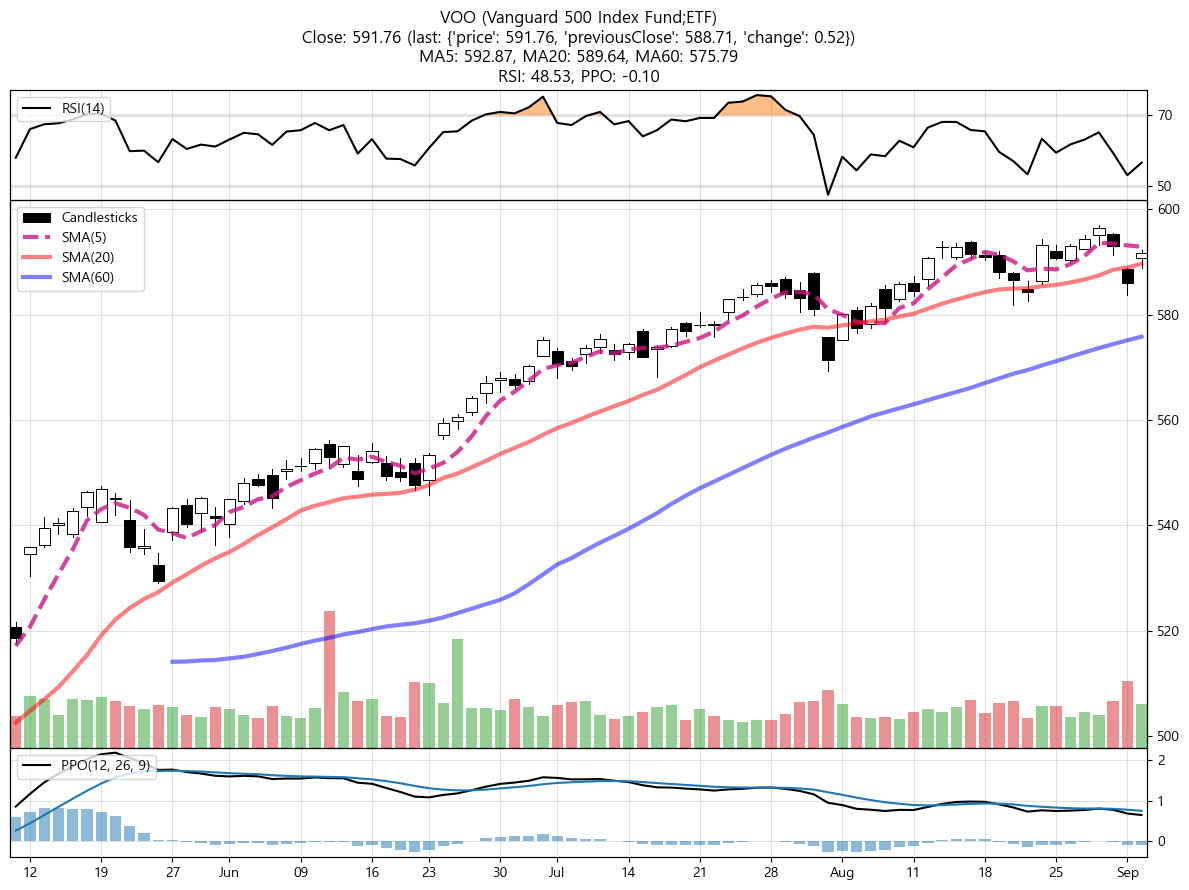 VOO (Vanguard 500 Index Fund;ETF)
Close: 591.76 (last: {'price': 591.76, 'previousClose': 588.71, 'change': 0.52})
MA5: 592.87, MA20: 589.64, MA60: 575.79
RSI: 48.53, PPO: -0.10
RSI(14)
70
50
Candlesticks
SMA(5)
SMA(20)
SMA(60)
600
580
560
540
520
500
PPO(12, 26, 9)
2
1
0
12 19 27 Jun 09 16 23 30 Jul 14 21 28 Aug 11 18 25 Sep